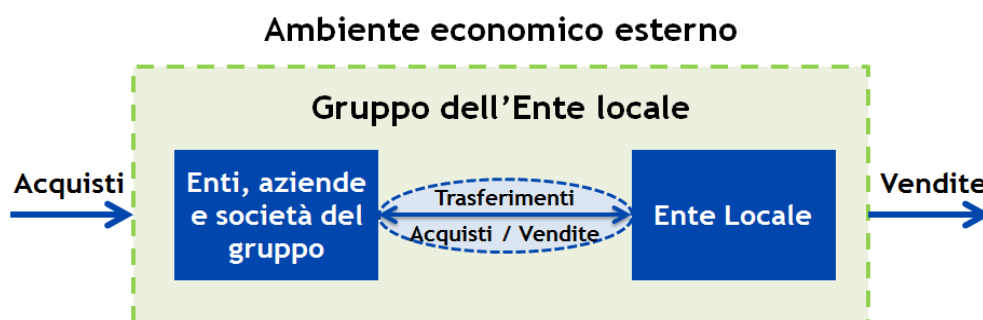 Ambiente economico esterno
Gruppo dell'Ente locale
Acquisti
Enti, aziende
e società del
gruppo
Trasferimenti
Acquisti / Vendite
Ente Locale
Vendite